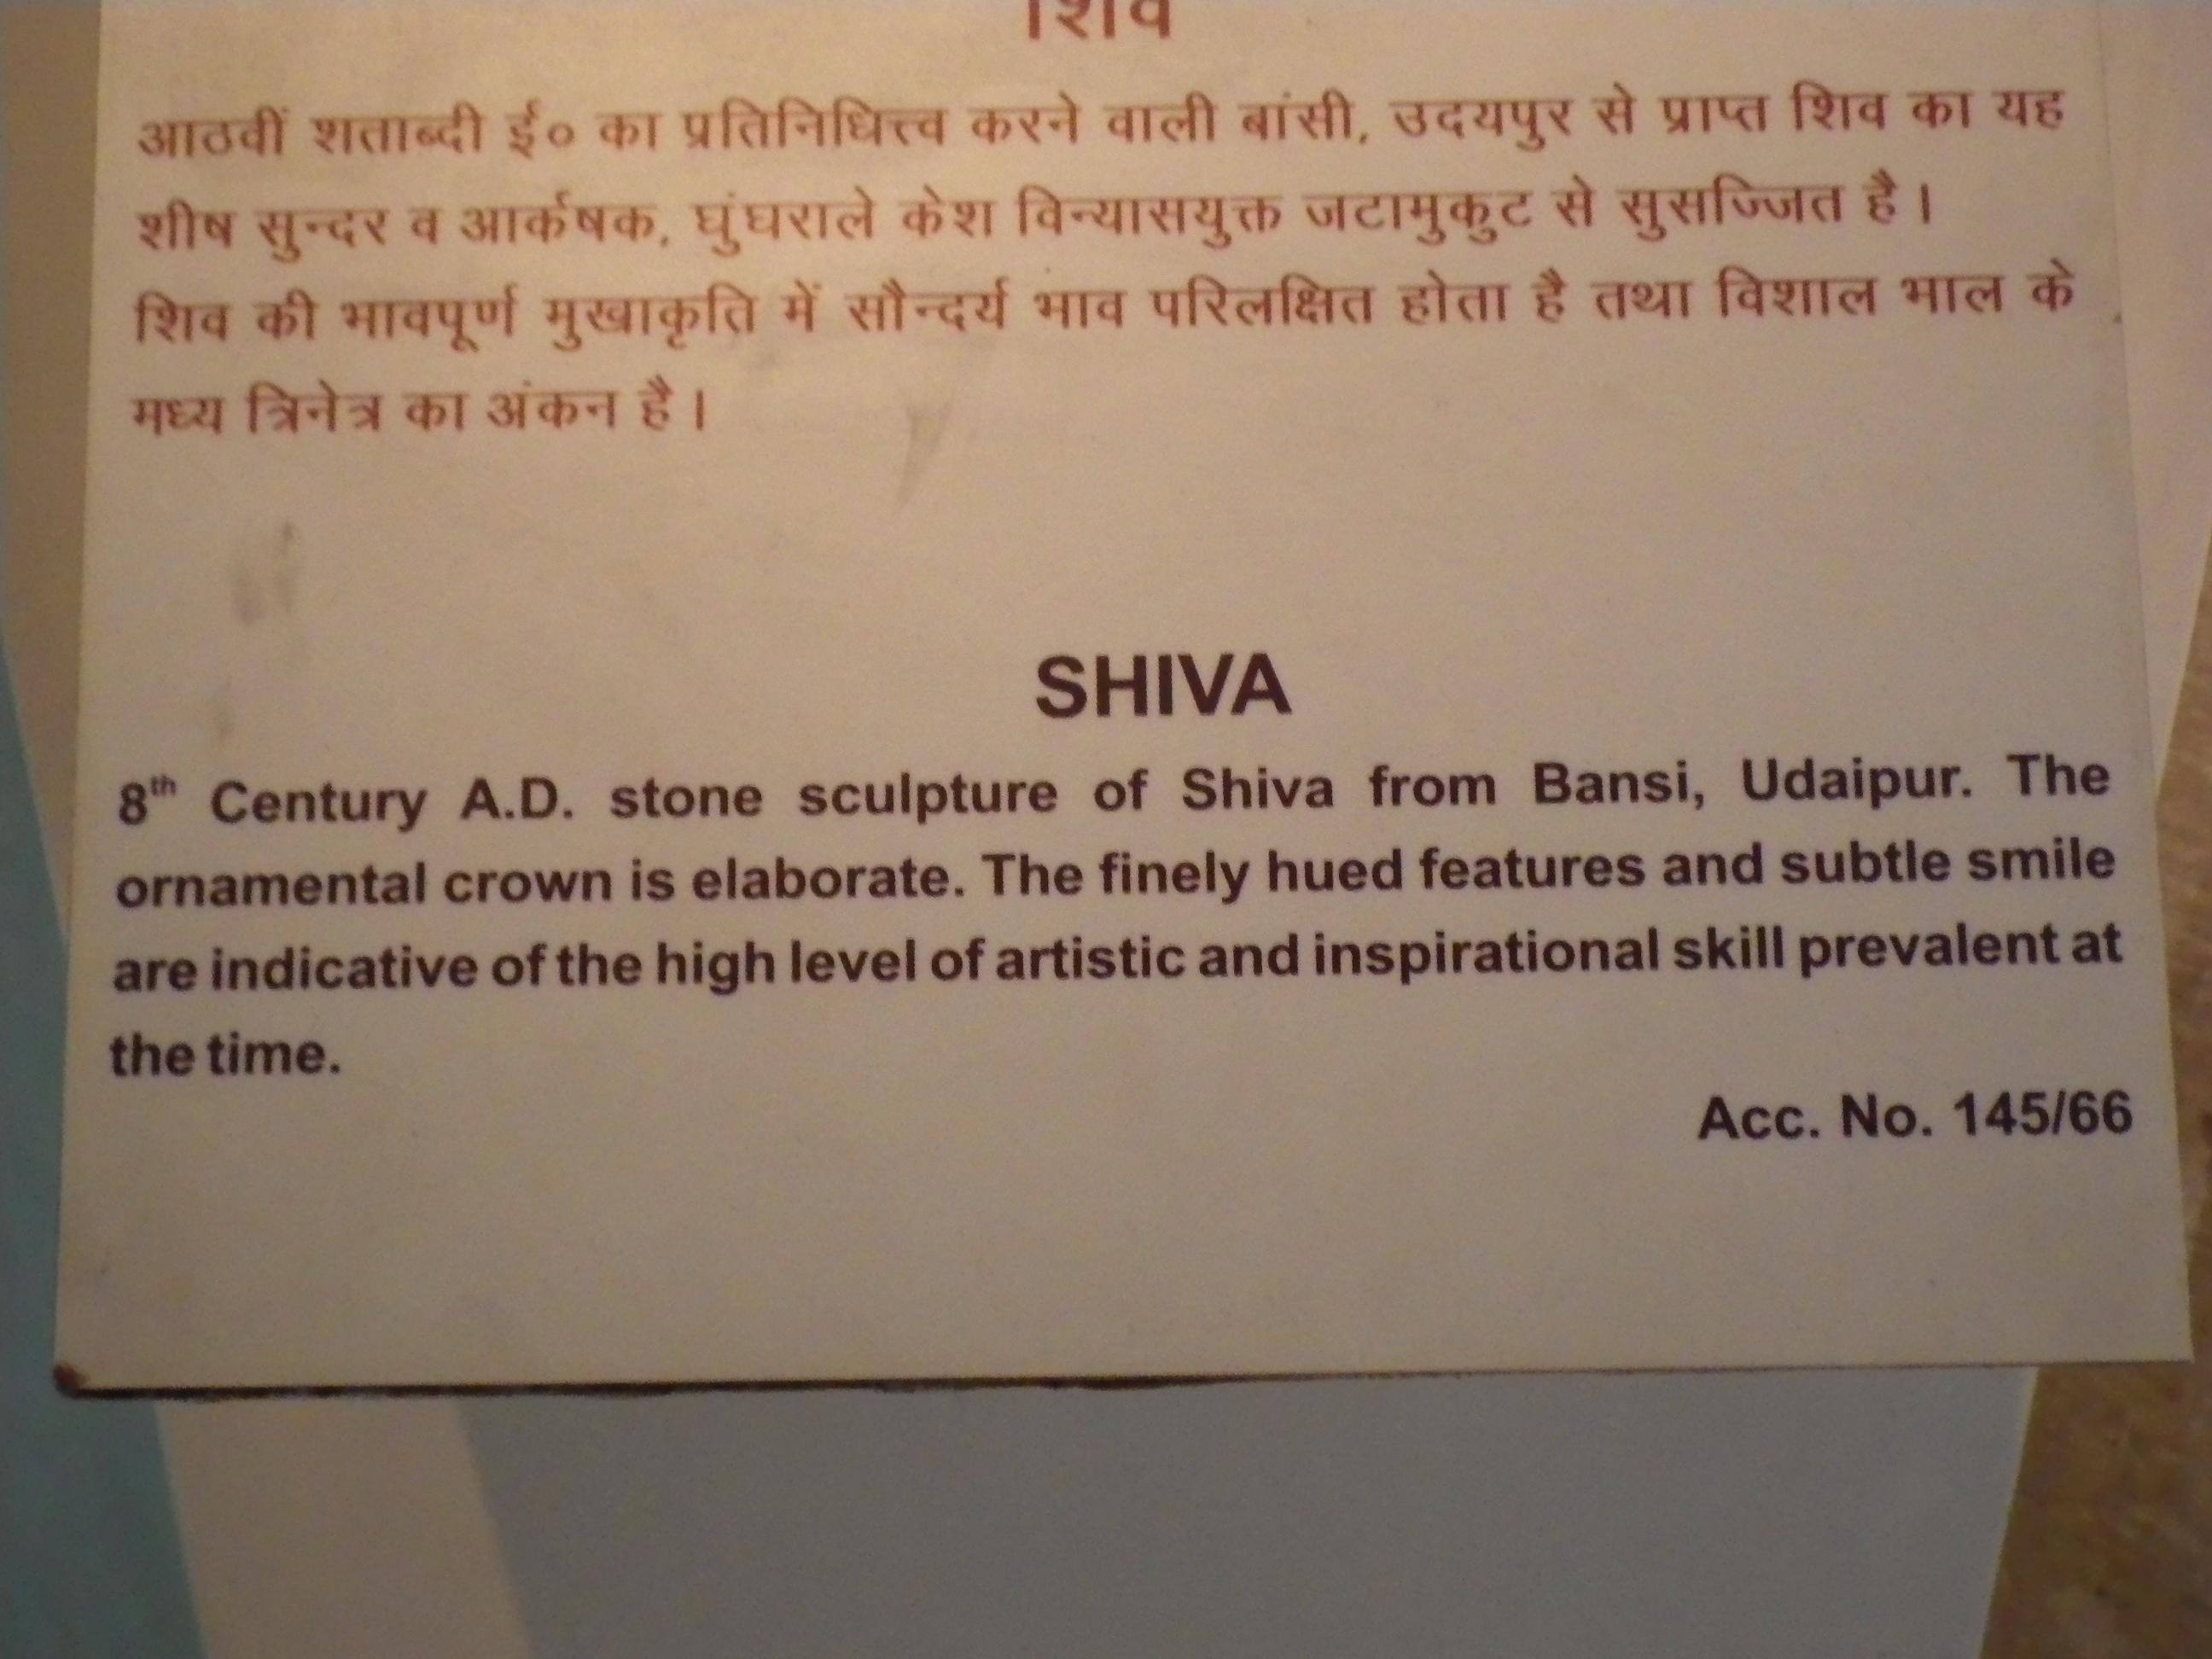 शिव
आठवीं शताब्दी ई० का प्रतिनिधित्त्व करने वाली बांसी, उदयपुर से प्राप्त शिव का यह
शीष सुन्दर व आर्कषक, घुंघराले केश विन्यासयुक्त जटामुकुट से सुसज्जित है।
शिव की भावपूर्ण मुखाकृति में सौन्दर्य भाव परिलक्षित होता है तथा विशाल भाल के
मध्य त्रिनेत्र का अंकन है।
SHIVA
8th Century A.D. stone sculpture of Shiva from Bansi, Udaipur. The
ornamental crown is elaborate. The finely hued features and subtle smile
are indicative of the high level of artistic and inspirational skill prevalent at
the time.
Acc. No. 145/66